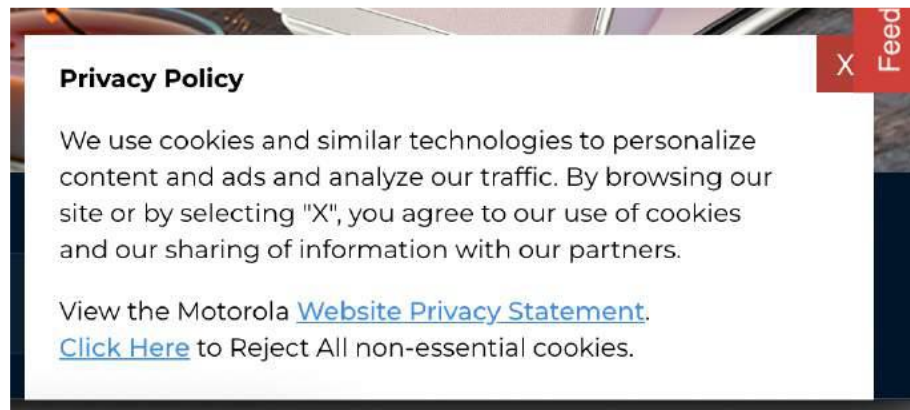 Privacy Policy
X
Feed
We use cookies and similar technologies to personalize
content and ads and analyze our traffic. By browsing our
site or by selecting "X", you agree to our use of cookies
and our sharing of information with our partners.
View the Motorola Website Privacy Statement.
Click Here to Reject All non-essential cookies.